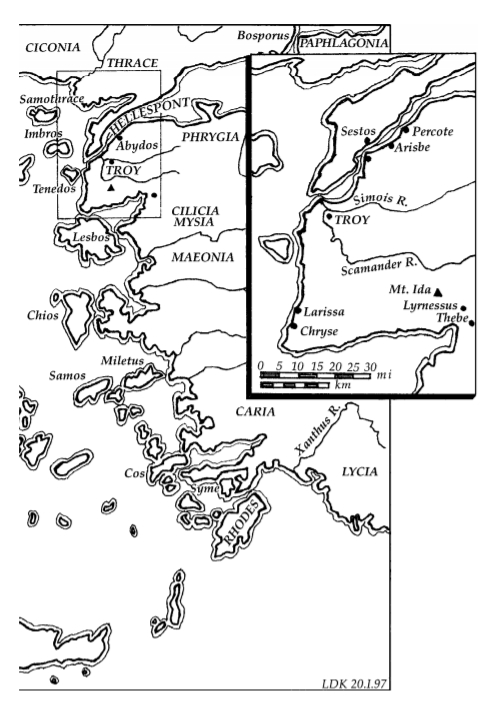 Bosporus
CICONIA
PAPHLAGONIA
THRACE
Samothrace
HELLESPONT
Imbros
PHRYGIA
Abydos
TROY
Tenedos
CILICIA
MYSIA
Lesbos
MAEONIA
Chios
Miletus
Samos
CARIA
Xanthus R.
Cos
LYCIA
Syme
RHODES
Sestos
Percote
Arisbe
Simois R.
TROY
Scamander R.
Mt. Ida
Lyrnessus
Thebe
Larissa
Chryse
0 5 10 15 20 25 30
mi
km
LDK 20.I.97